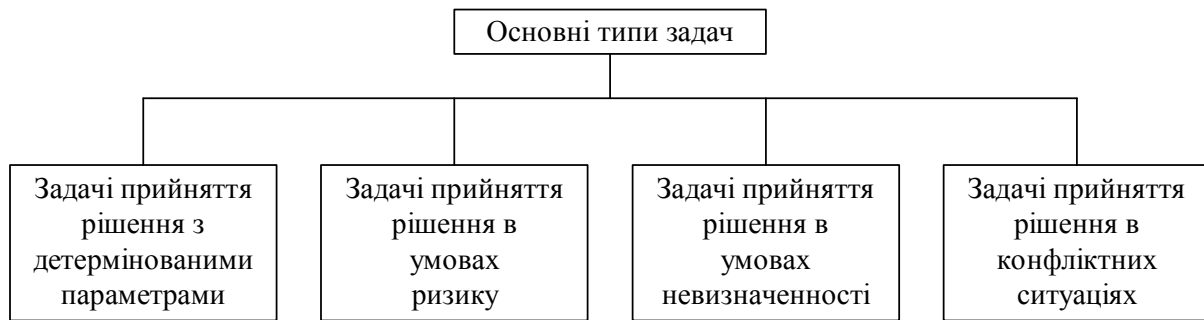 Основні типи задач
Задачі прийняття
рішення з
детермінованими
параметрами
Задачі прийняття
рішення в
умовах
ризику
Задачі прийняття
рішення в
умовах
невизначенності
Задачі прийняття
рішення в
конфліктних
ситуаціях